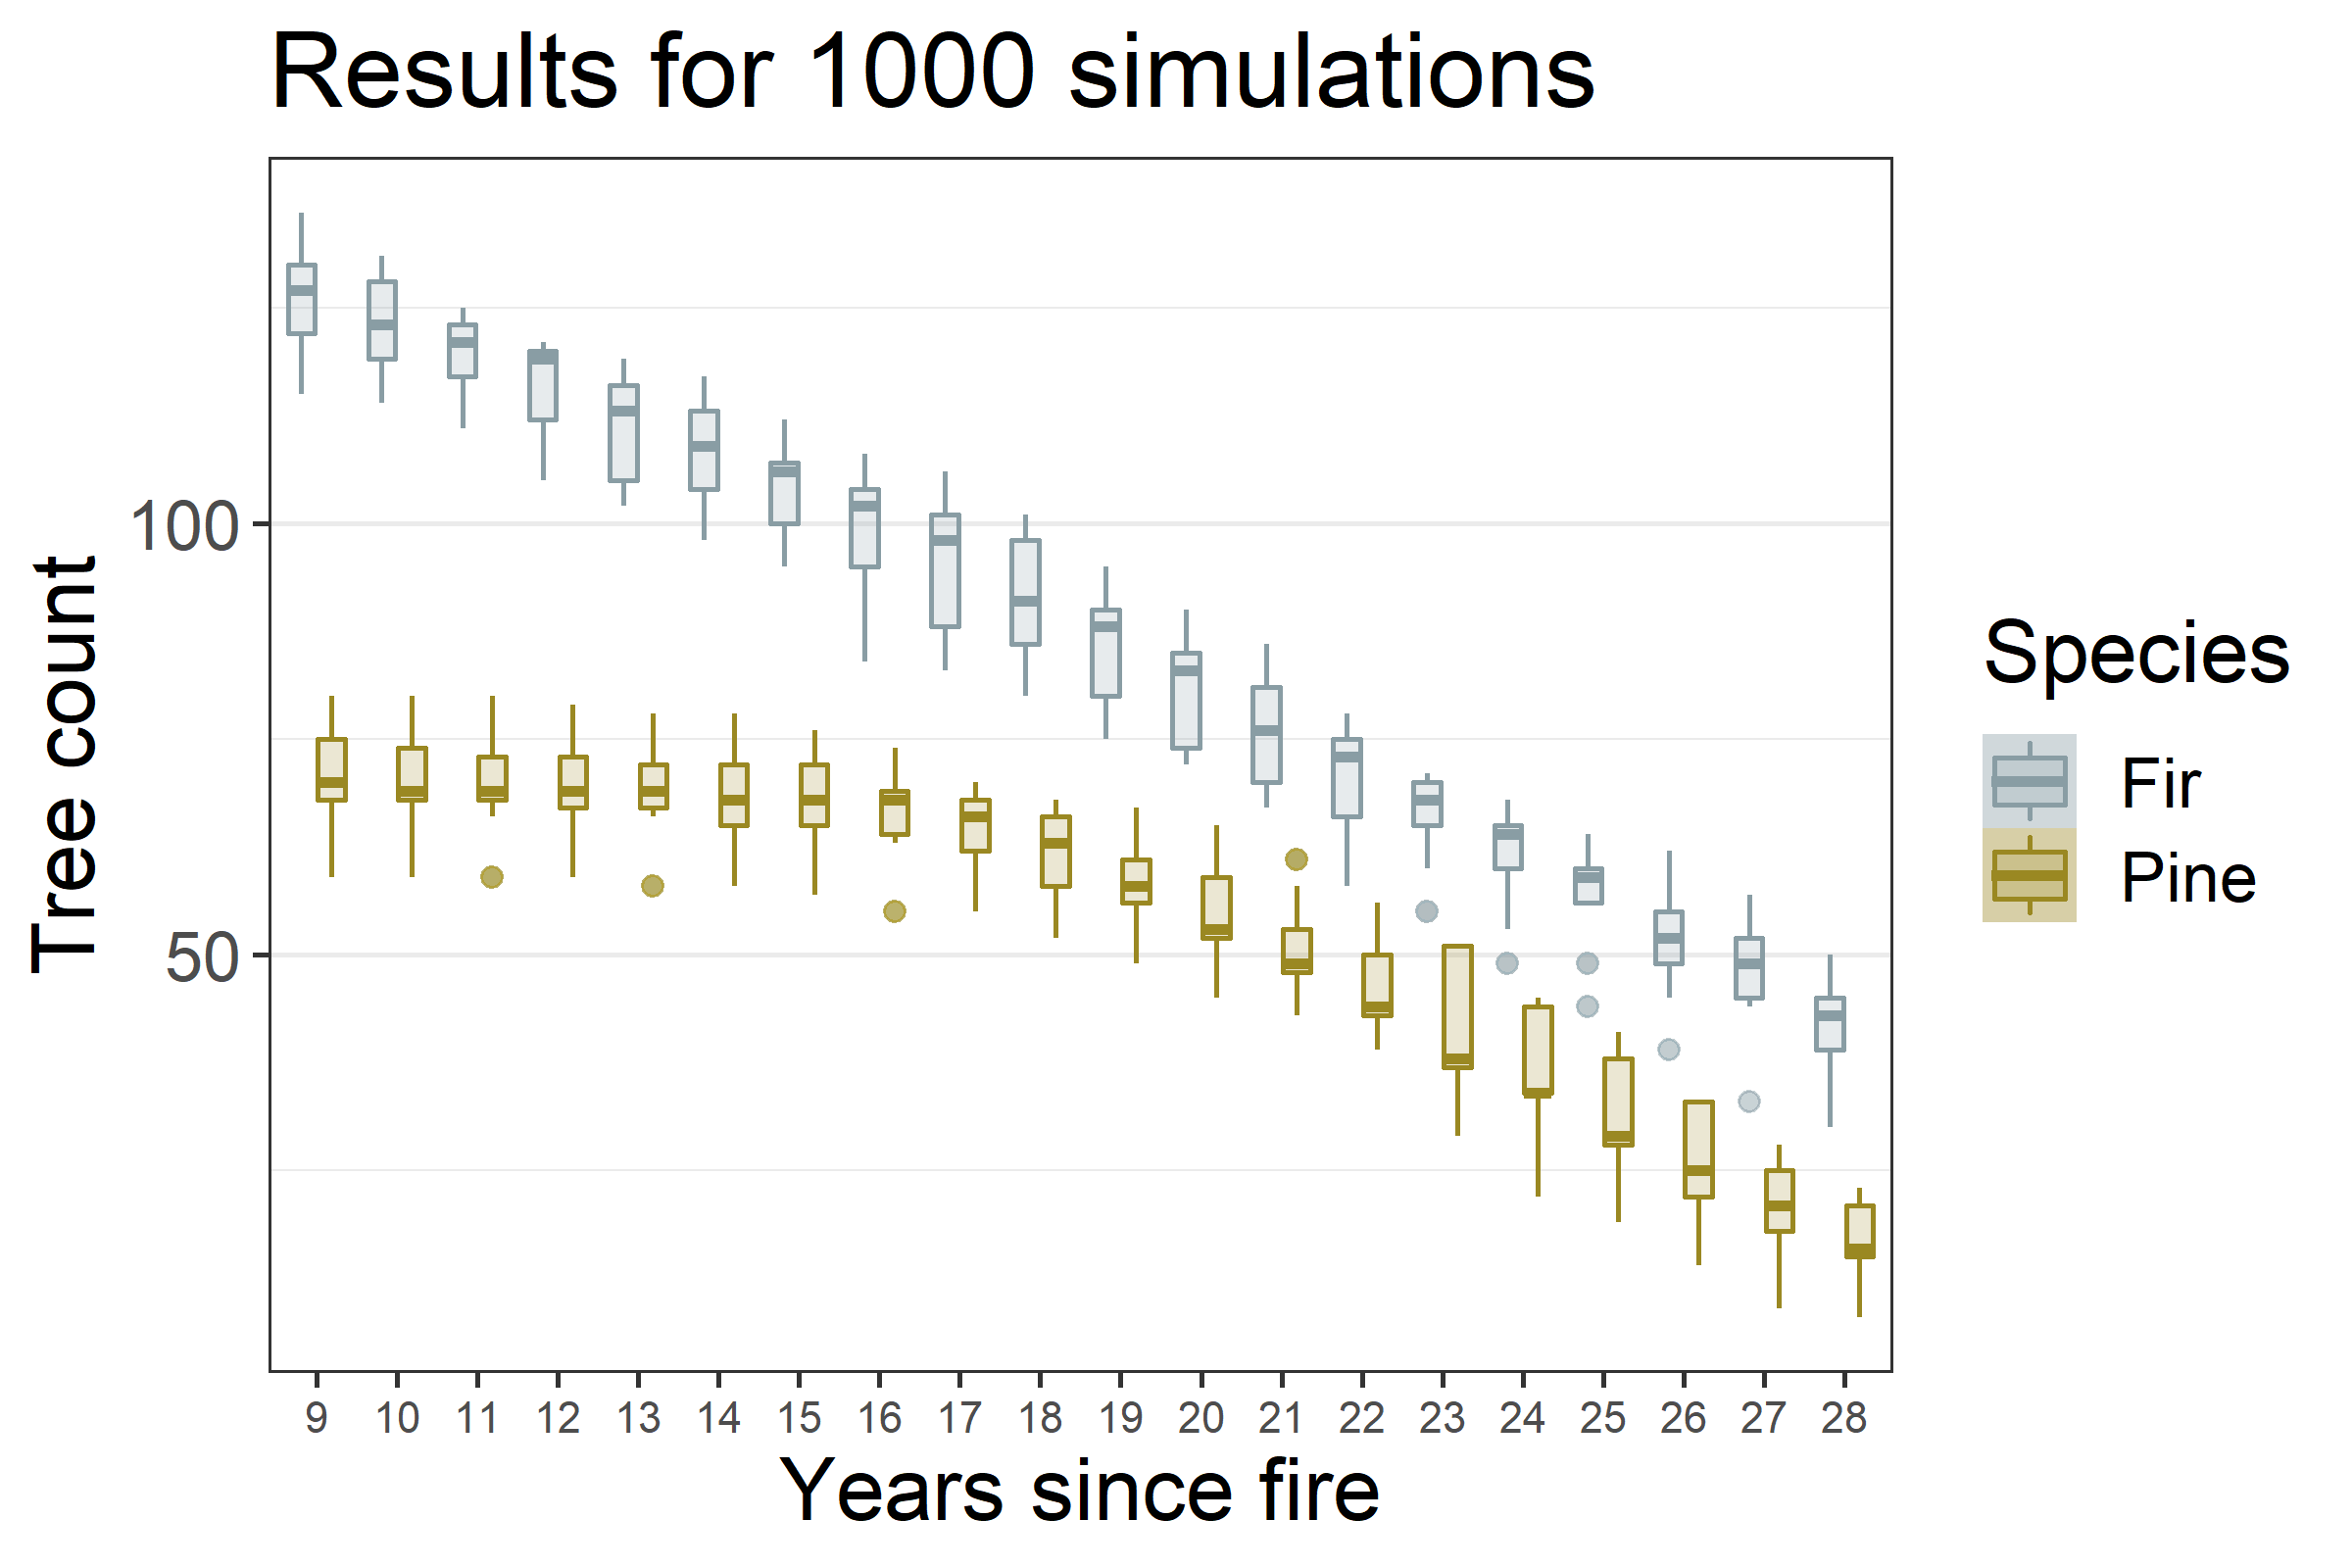 Results for 1000 simulations
Tree count
100
50
9 10 11 12 13 14 15 16 17 18 19 20 21 22 23 24 25 26 27 28
Years since fire
Species
Fir
Pine